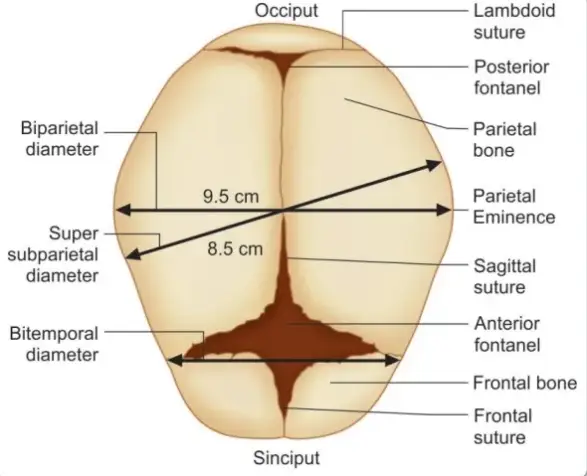 Occiput
Lambdoid
suture
Posterior
fontanel
Biparietal
diameter
Parietal
bone
9.5 cm
Parietal
Eminence
Super
subparietal
diameter
8.5 cm
Sagittal
suture
Bitemporal
diameter
Anterior
fontanel
Frontal bone
Frontal
suture
Sinciput